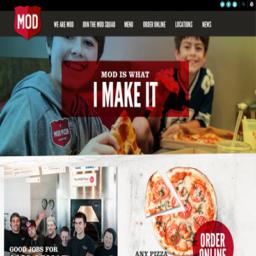 MOD
WE ARE MOD
JOIN THE MOD SQUAD
MENU
ORDER ONLINE
LOCATIONS
NEWS
MOD PIZZA
MOD IS WHAT
I MAKE IT
GOOD JOBS FOR
ANY PIZZA
ORDER
ONLINE